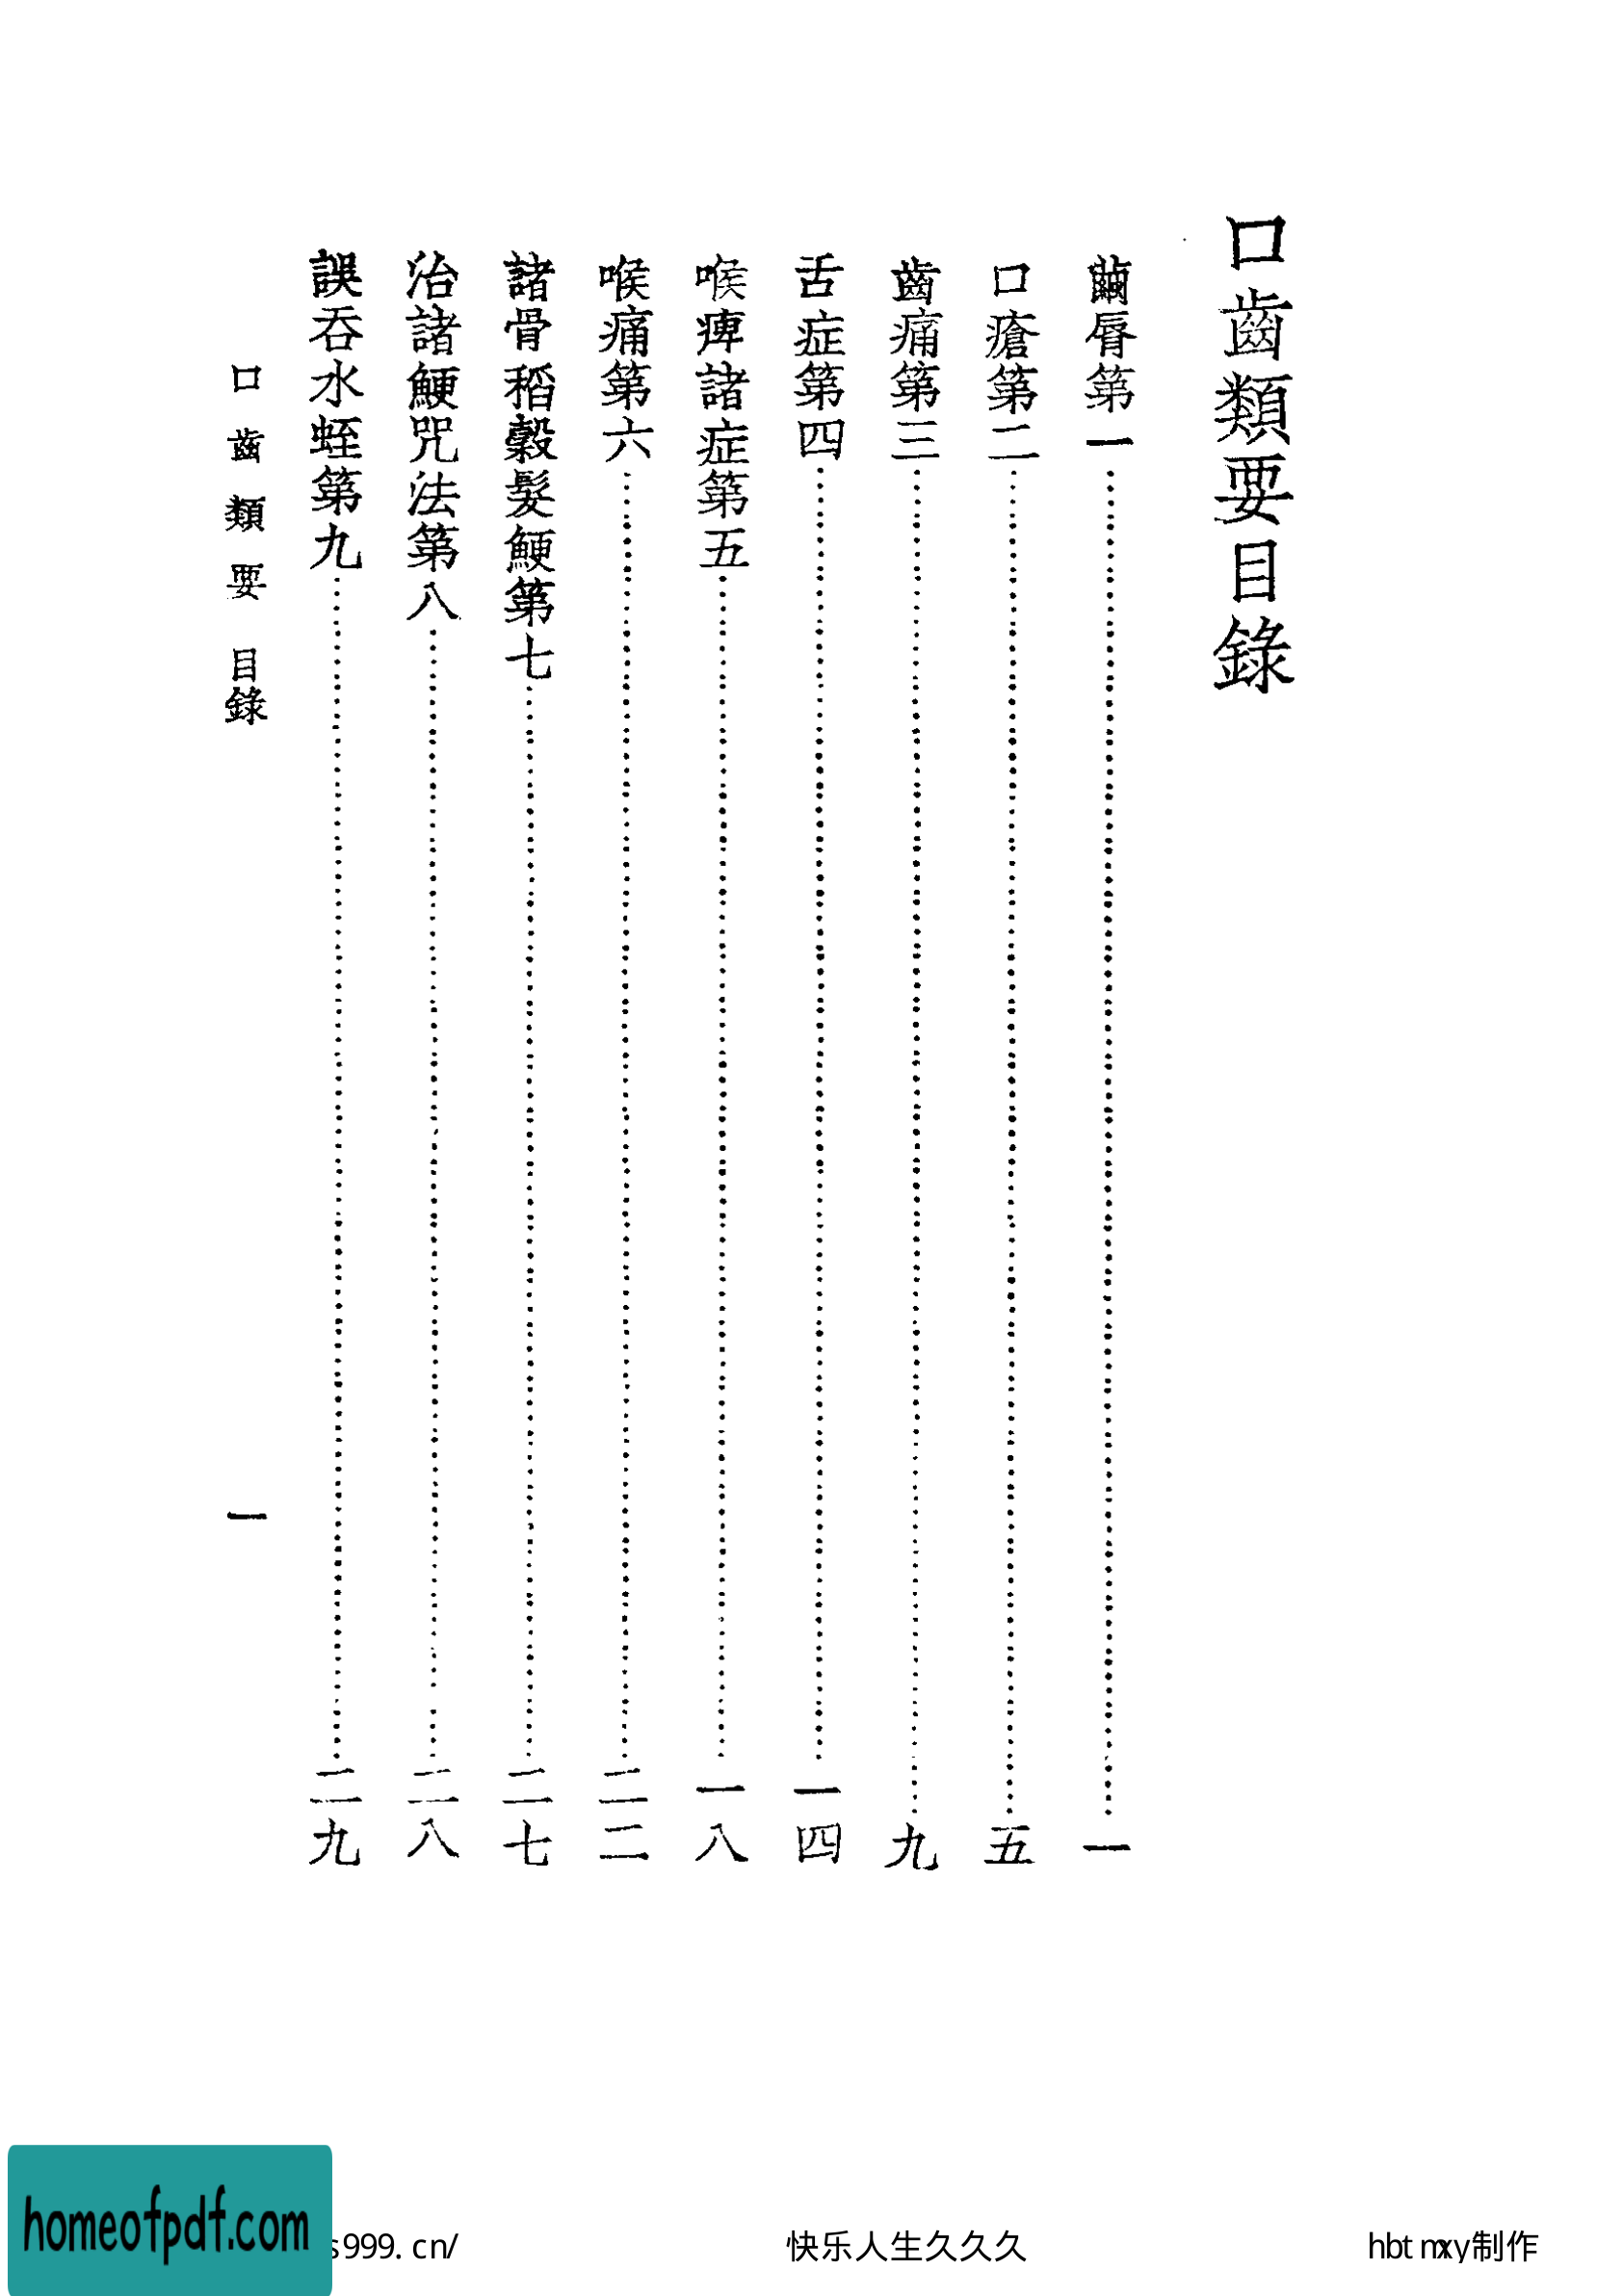 口齒類要目錄
繭脣第一……一
口瘡第二……五
齒痛第三……九
舌症第四……一四
喉痺諸症第五……一八
喉痛第六……二二
諸骨稻穀髮鯁第七……二七
治諸鯁咒法第八……二八
誤吞水蛭第九……二九
口齒類要 目錄 一
homeofpdf.com
s999.cn/ 快乐人生久久久 hbtmxy制作